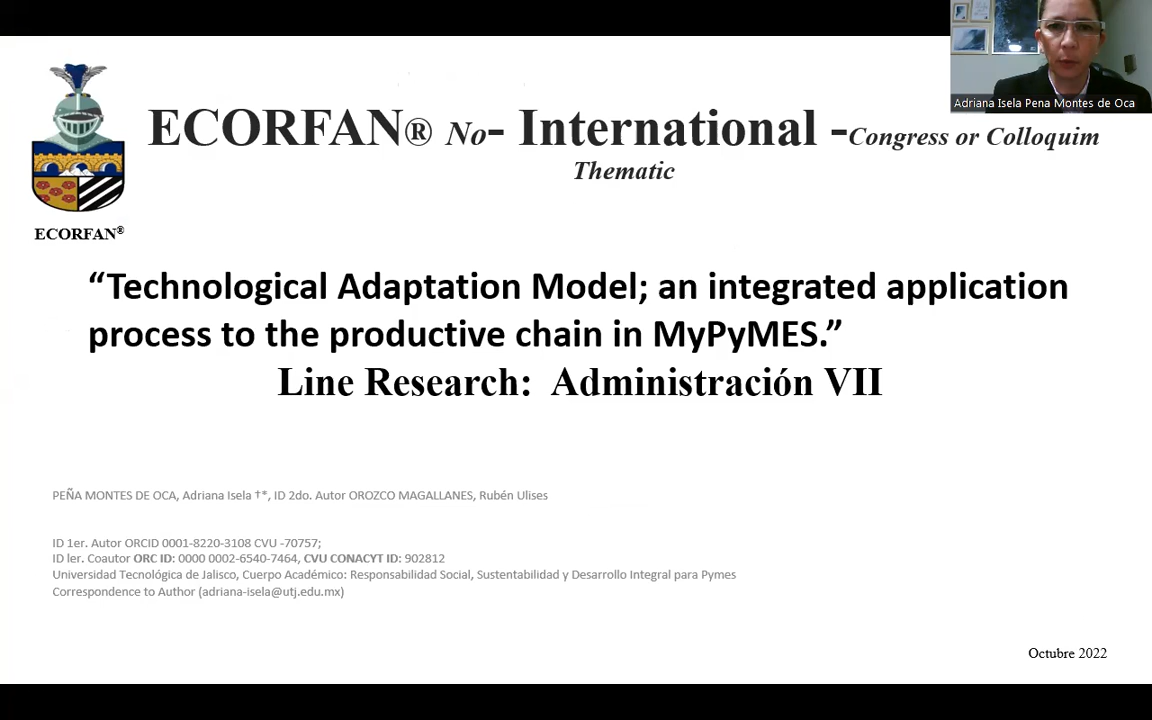 Adriana Isela Pena Montes de Oca
ECORFAN® No- International -Congress or Colloquim
Thematic
ECORFAN®
“Technological Adaptation Model; an integrated application
process to the productive chain in MyPyMES.”
Line Research: Administración VII
PEÑA MONTES DE OCA, Adriana Isela †*, ID 2do. Autor OROZCO MAGALLANES, Rubén Ulises
ID 1er. Autor ORCID 0001-8220-3108 CVU -70757;
ID ler. Coautor ORC ID: 0000 0002-6540-7464, CVU CONACYT ID: 902812
Universidad Tecnológica de Jalisco, Cuerpo Académico: Responsabilidad Social, Sustentabilidad y Desarrollo Integral para Pymes
Correspondence to Author (adriana-isela@utj.edu.mx)
Octubre 2022